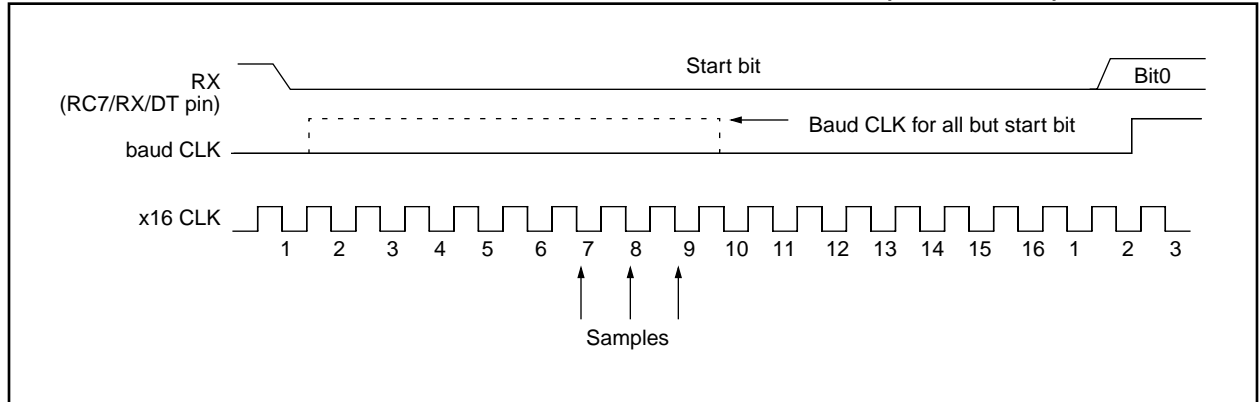 Start bit
RX
(RC7/RX/DT pin)
Bit0
Baud CLK for all but start bit
baud CLK
x16 CLK
1 2 3 4 5 6 7 8 9 10 11 12 13 14 15 16 1 2 3
Samples